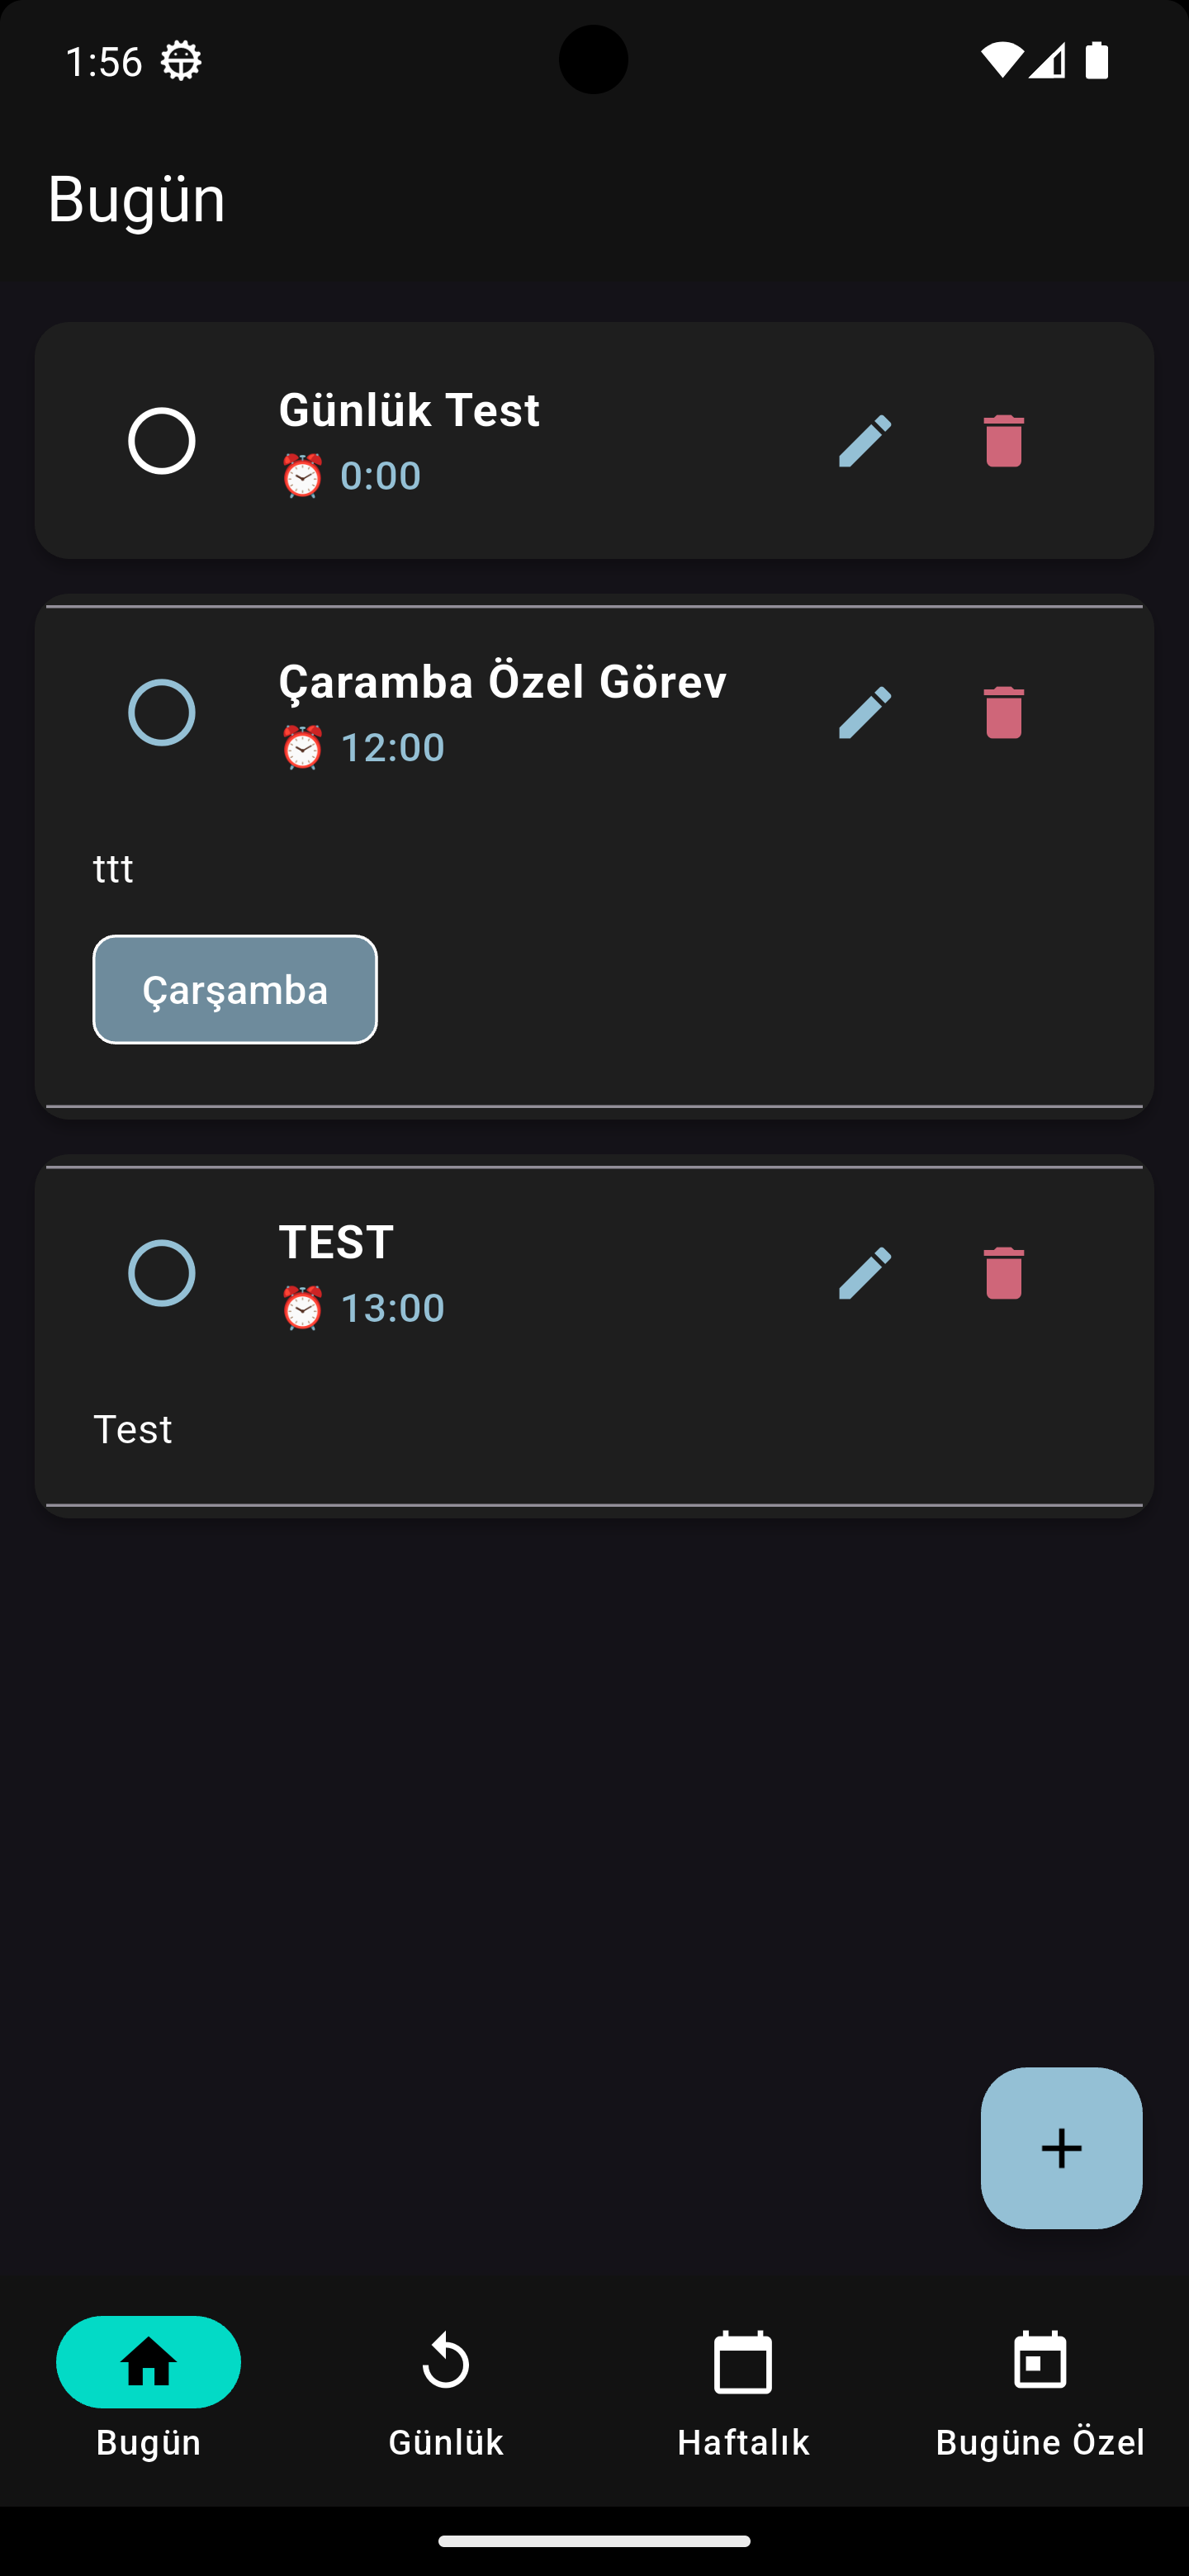 1:56
Bugün
Günlük Test
⏰ 0:00
Çaramba Özel Görev
⏰ 12:00
ttt
Çarşamba
TEST
⏰ 13:00
Test
Bugün
Günlük
Haftalık
Bugüne Özel